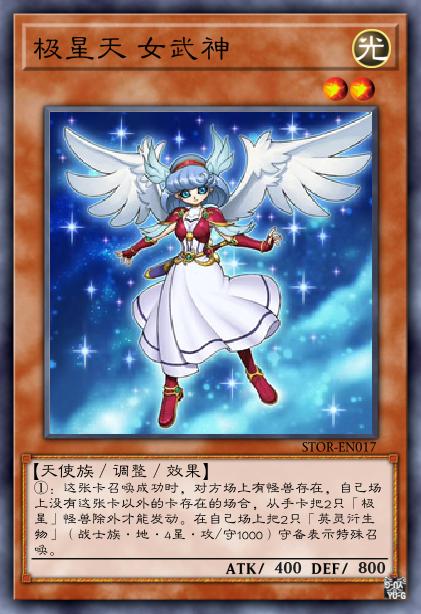 极星天 女武神
光
STOR-EN017
【天使族／调整／效果】
①：这张卡召唤成功时，对方场上有怪兽存在，自己场
上没有这张卡以外的卡存在的场合，从手卡把2只「极
星」怪兽除外才能发动。在自己场上把2只「英灵衍生
物」（战士族·地·4星·攻/守1000）守备表示特殊召
唤。
ATK/ 400 DEF/ 800